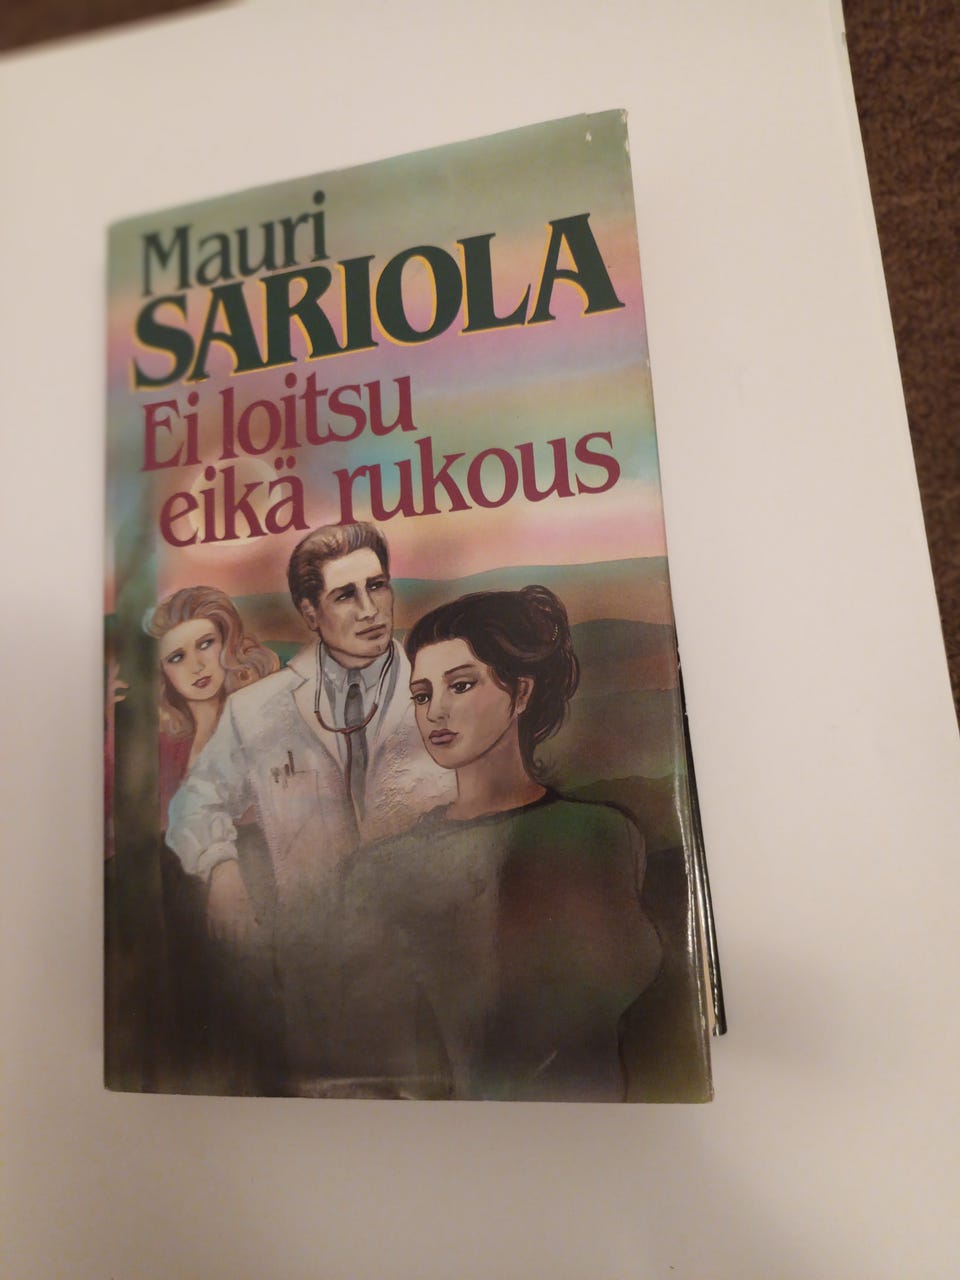 Mauri
SARIOLA
Ei loitsu
eikä rukous